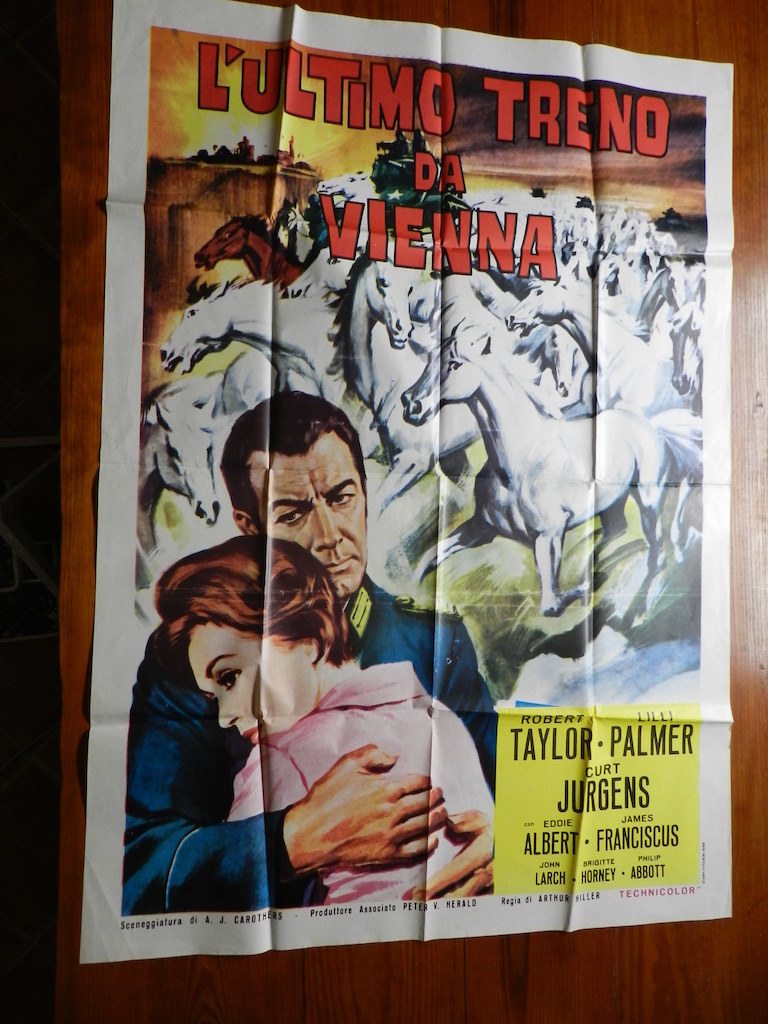 L'ULTIMO TRENO
DA
VIENNA
ROBERT LILLI
TAYLOR • PALMER
CURT
JURGENS
con EDDIE JAMES
ALBERT • FRANCISCUS
JOHN BRIGITTE PHILIP
LARCH • HORNEY • ABBOTT
Sceneggiatura di A. J. CAROTHERS - Produttore Associato PETER V. HERALD Regia di ARTHUR HILLER TECHNICOLOR